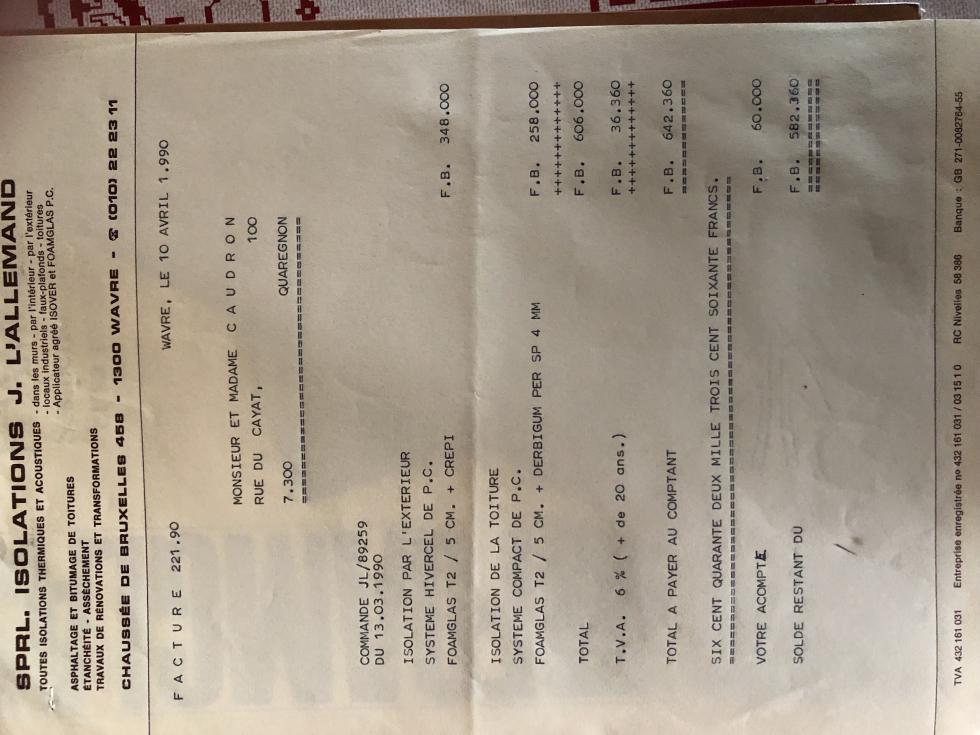 SPRL. ISOLATIONS J. L'ALLEMAND
TOUTES ISOLATIONS THERMIQUES ET ACOUSTIQUES - dans les murs - par l'intérieur - par l'extérieur
- locaux industriels - faux-plafonds - toitures
- Applicateur agréé ISOVER et FOAMGLAS P.C.
ASPHALTAGE ET BITUMAGE DE TOITURES
ÉTANCHÉITÉ - ASSÈCHEMENT
TRAVAUX DE RÉNOVATIONS ET TRANSFORMATIONS
CHAUSSÉE DE BRUXELLES 458 - 1300 WAVRE - ☎ (010) 22 23 11
WAVRE, LE 10 AVRIL 1.990
F A C T U R E 221.90
MONSIEUR ET MADAME C A U D R O N
RUE DU CAYAT, 100
7.300 QUAREGNON
COMMANDE JL/89259
DU 13.03.1990
ISOLATION PAR L'EXTERIEUR
SYSTEME HIVERCEL DE P.C.
FOAMGLAS T2 / 5 CM. + CREPI F.B. 348.000
ISOLATION DE LA TOITURE
SYSTEME COMPACT DE P.C.
FOAMGLAS T2 / 5 CM. + DERBIGUM PER SP 4 MM F.B. 258.000
TOTAL F.B. 606.000
T.V.A. 6 % ( + de 20 ans.) F.B. 36.360
TOTAL A PAYER AU COMPTANT F.B. 642.360
SIX CENT QUARANTE DEUX MILLE TROIS CENT SOIXANTE FRANCS.
VOTRE ACOMPTE F.B. 60.000
SOLDE RESTANT DU F.B. 582.360
TVA 432 161 031 Entreprise enregistrée nº 432 161 031 / 03 15 1 0 RC Nivelles 58 386 Banque : GB 271-0082764-55